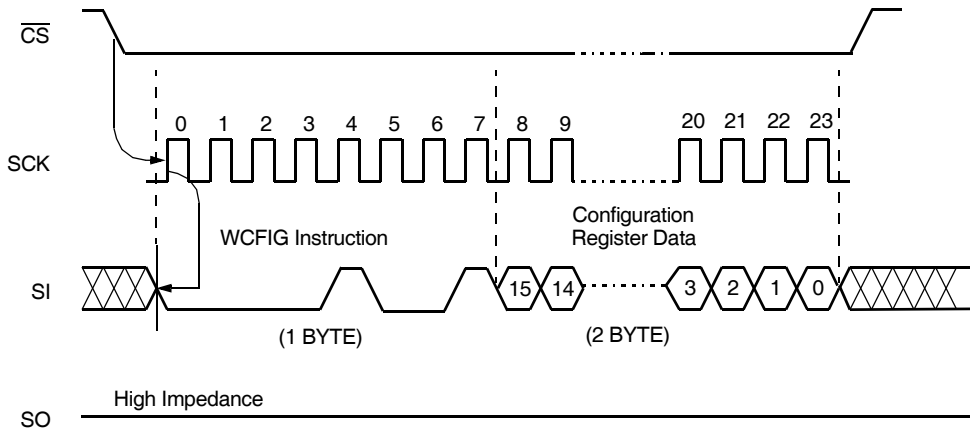 CS
0 1 2 3 4 5 6 7 8 9 20 21 22 23
SCK
WCFIG Instruction
Configuration
Register Data
SI
15 14 3 2 1 0
(1 BYTE) (2 BYTE)
High Impedance
SO